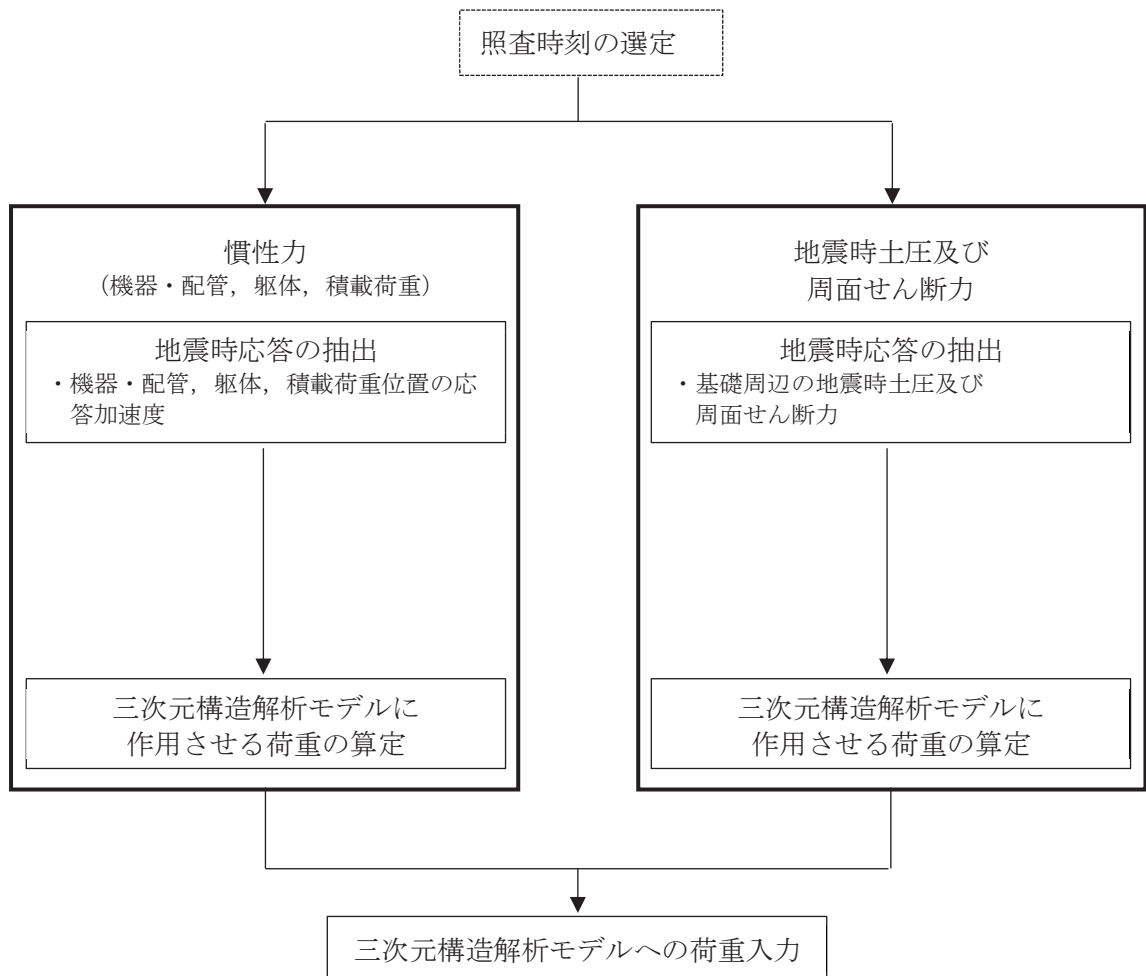 照査時刻の選定
慣性力
（機器・配管，躯体，積載荷重）
地震時応答の抽出
・機器・配管，躯体，積載荷重位置の応
答加速度
三次元構造解析モデルに
作用させる荷重の算定
地震時土圧及び
周面せん断力
地震時応答の抽出
・基礎周辺の地震時土圧及び
周面せん断力
三次元構造解析モデルに
作用させる荷重の算定
三次元構造解析モデルへの荷重入力